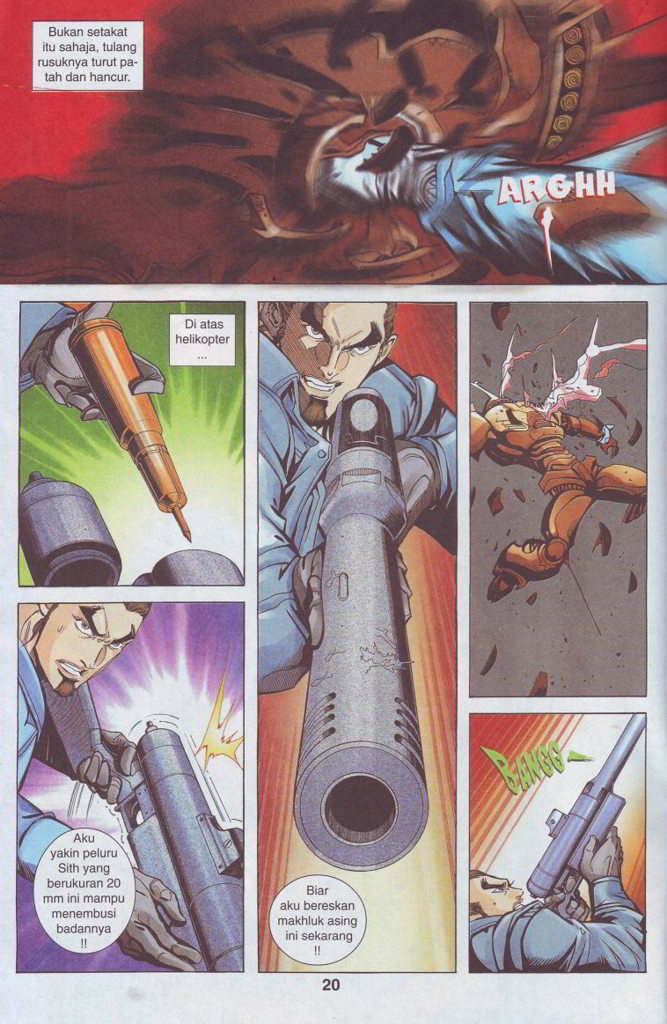 Bukan setakat
itu sahaja, tulang
rusuknya turut pa-
tah dan hancur.
ARGHH
Di atas
helikopter
...
Aku
yakin peluru
Sith yang
berukuran 20
mm ini mampu
menembusi
badannya
!!
Biar
aku bereskan
makhluk asing
ini sekarang
!!
BANGG
20